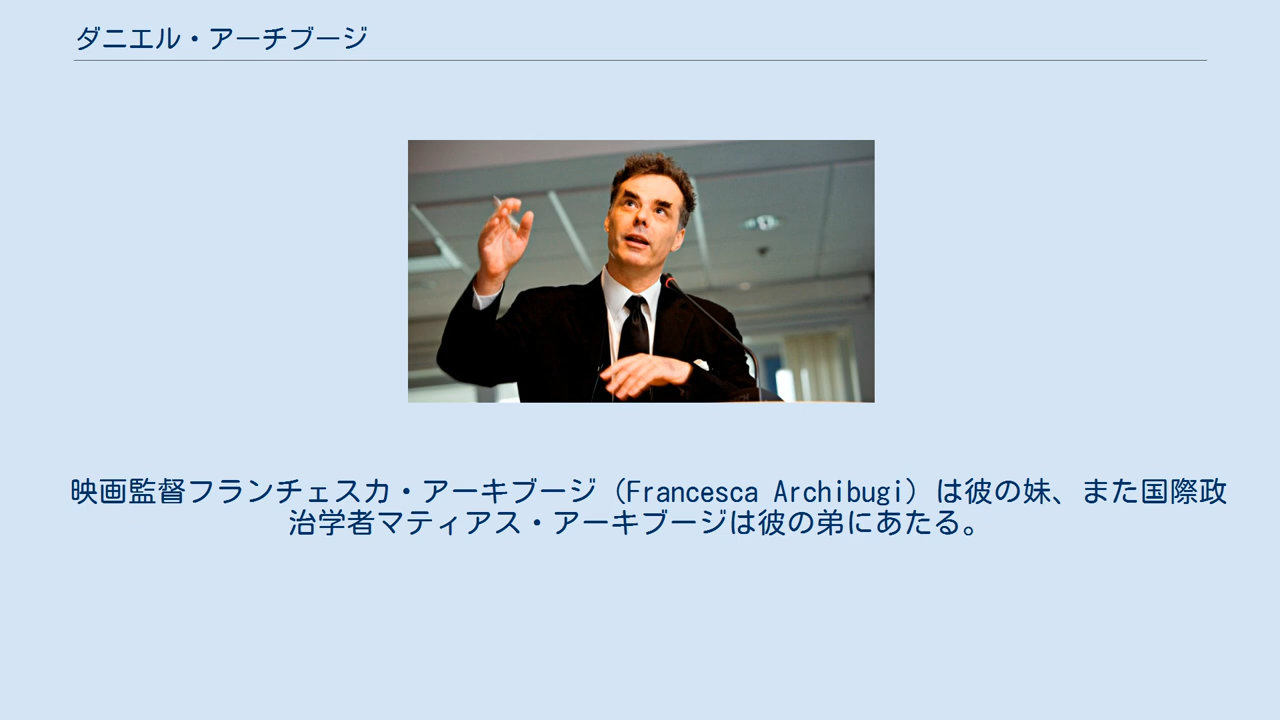 ダニエル・アーチブージ
映画監督フランチェスカ・アーキブージ（Francesca Archibugi）は彼の妹、また国際政
治学者マティアス・アーキブージは彼の弟にあたる。